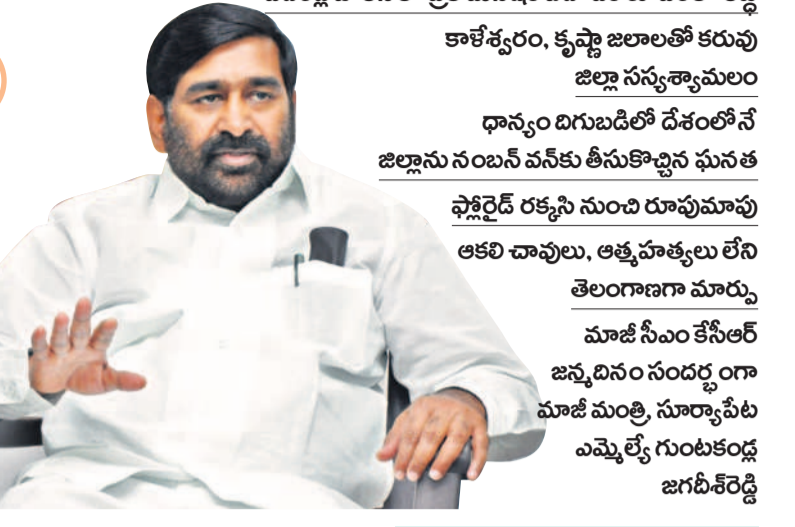 కాళేశ్వరం, కృష్ణా జలాలతో కరువు
జిల్లా సస్యశ్యామలం
ధాన్యం దిగుబడిలో దేశంలోనే
జిల్లాను నంబన్ వన్‌కు తీసుకొచ్చిన ఘనత
ఫ్లోరైడ్ రక్కసి నుంచి రూపుమాపు
ఆకలి చావులు, ఆత్మహత్యలు లేని
తెలంగాణగా మార్పు
మాజీ సీఎం కేసీఆర్
జన్మదినం సందర్భంగా
మాజీ మంత్రి, సూర్యాపేట
ఎమ్మెల్యే గుంటకండ్ల
జగదీశ్‌రెడ్డి